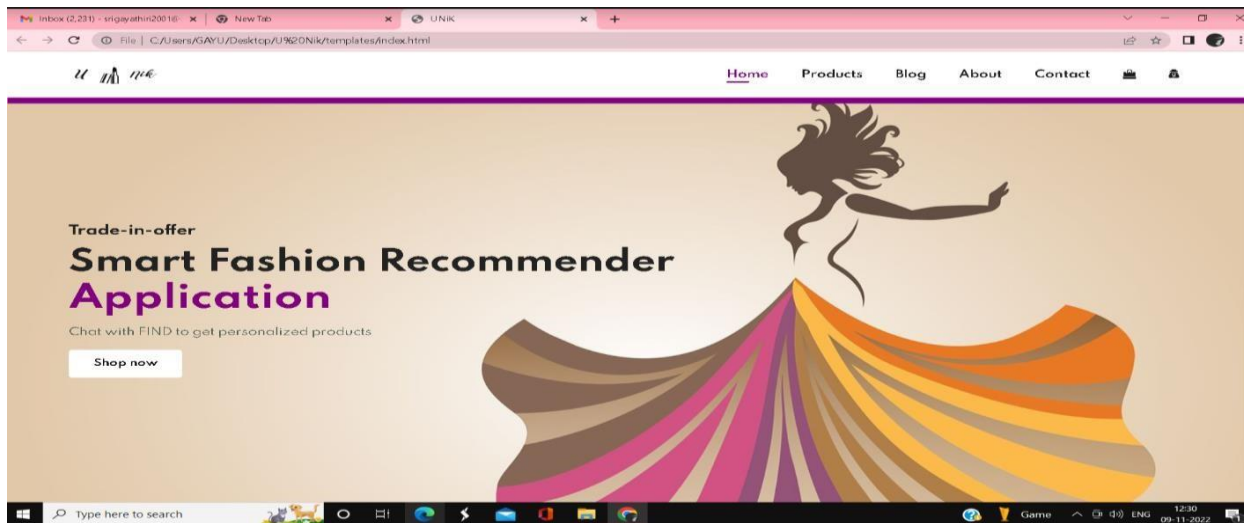 Inbox (2,231) - srigayathiri2001@
New Tab
UNIK
File | C:/Users/GAYU/Desktop/U%20Nik/templates/index.html
U nik
Home Products Blog About Contact
Trade-in-offer
Smart Fashion Recommender
Application
Chat with FIND to get personalized products
Shop now
Type here to search
Game
ENG
12:30
09-11-2022